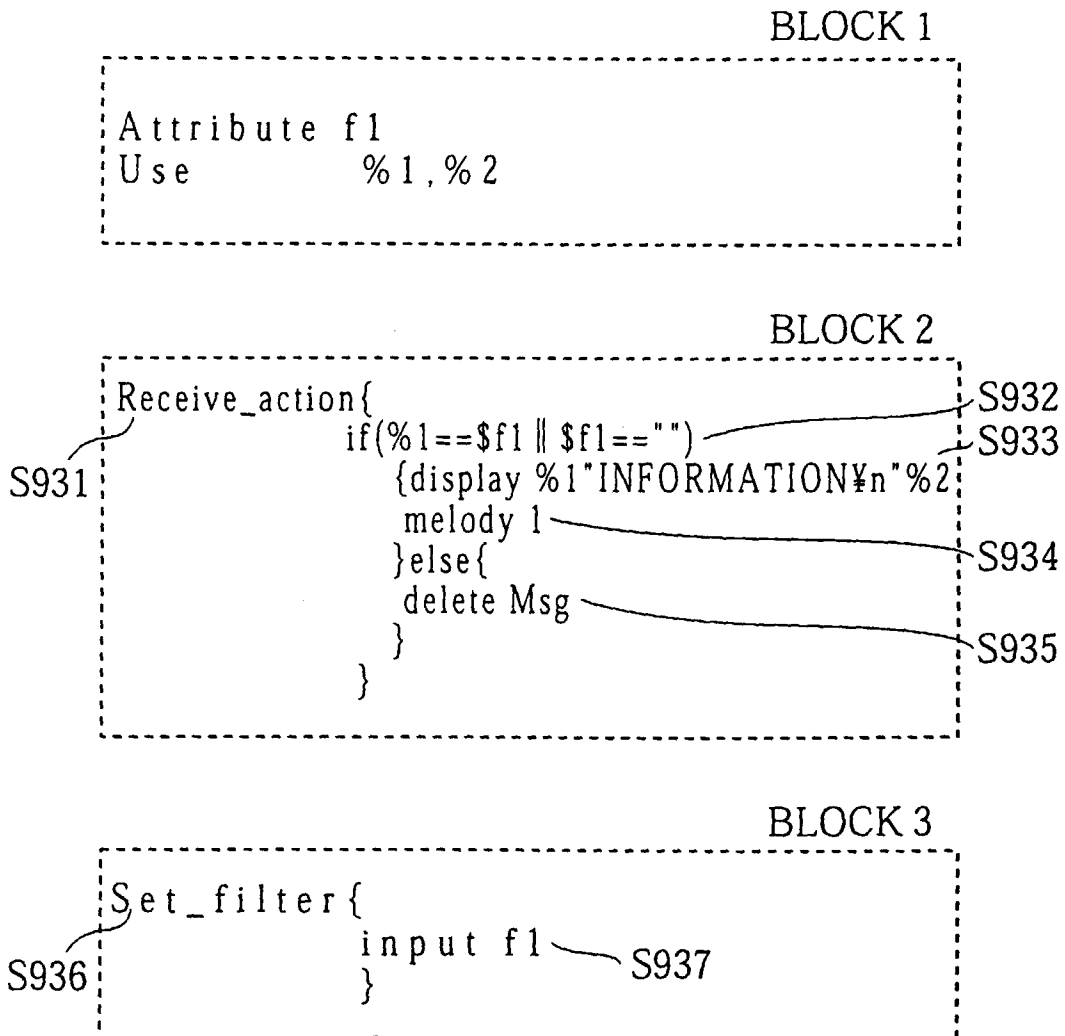 BLOCK 1
Attribute f1
Use %1,%2
BLOCK 2
Receive_action{
S932
if(%1==$f1 || $f1=="")
S933
S931
{display %1"INFORMATION¥n"%2
melody 1
S934
}else{
delete Msg
S935
}
}
BLOCK 3
Set_filter{
input f1
S937
S936
}